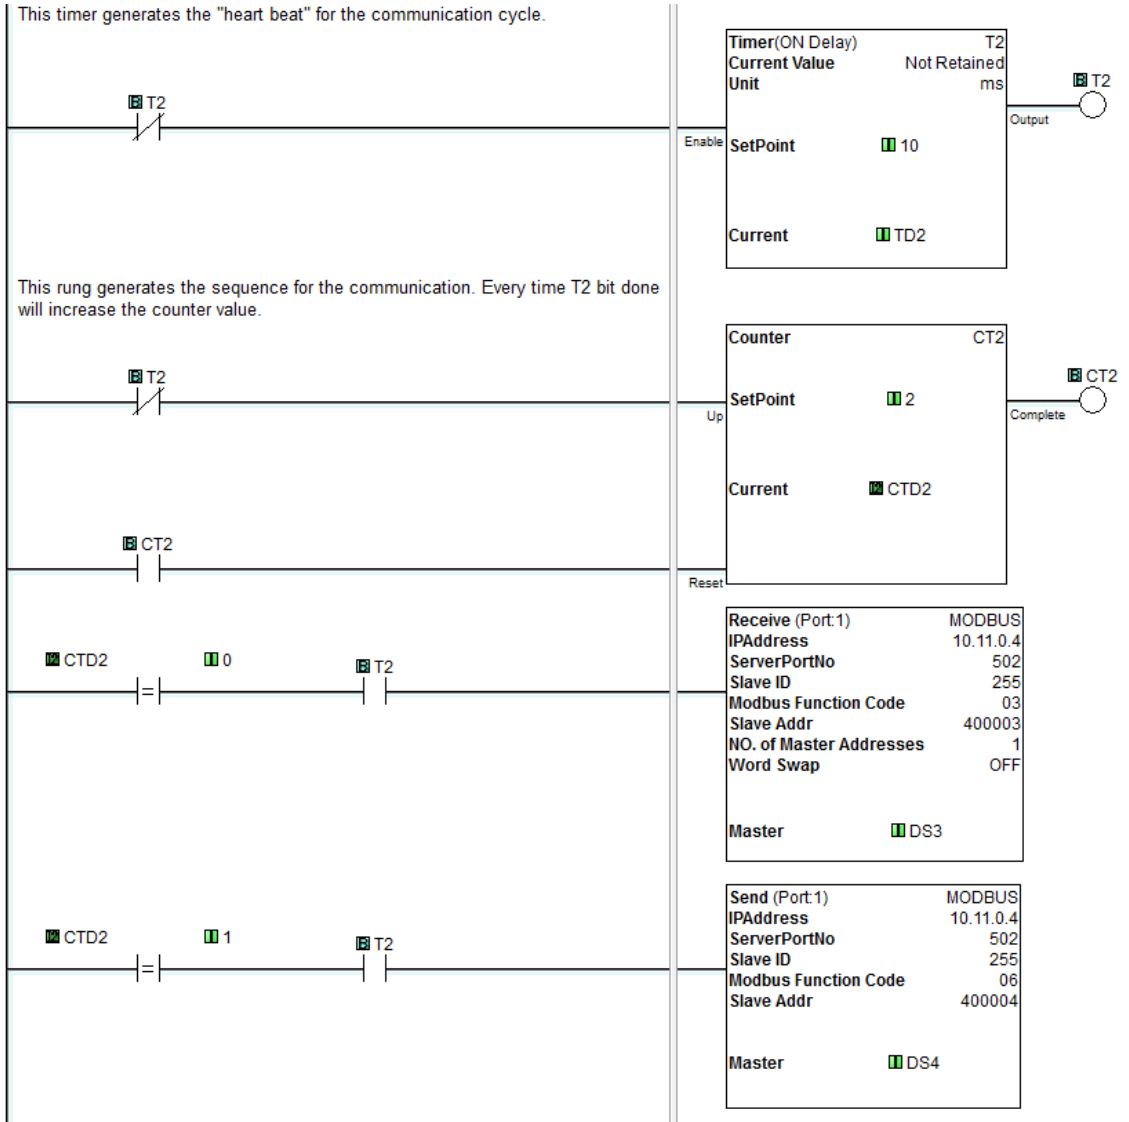 This timer generates the "heart beat" for the communication cycle.
Timer(ON Delay) T2
Current Value Not Retained
Unit ms
T2
T2
Output
Enable
SetPoint 10
Current TD2
This rung generates the sequence for the communication. Every time T2 bit done
will increase the counter value.
Counter CT2
T2
CT2
SetPoint 2
Up
Complete
Current CTD2
CT2
Reset
Receive (Port:1) MODBUS
IPAddress 10.11.0.4
ServerPortNo 502
Slave ID 255
Modbus Function Code 03
Slave Addr 400003
NO. of Master Addresses 1
Word Swap OFF
CTD2 0 T2
=
Master DS3
Send (Port:1) MODBUS
IPAddress 10.11.0.4
ServerPortNo 502
Slave ID 255
Modbus Function Code 06
Slave Addr 400004
CTD2 1 T2
=
Master DS4